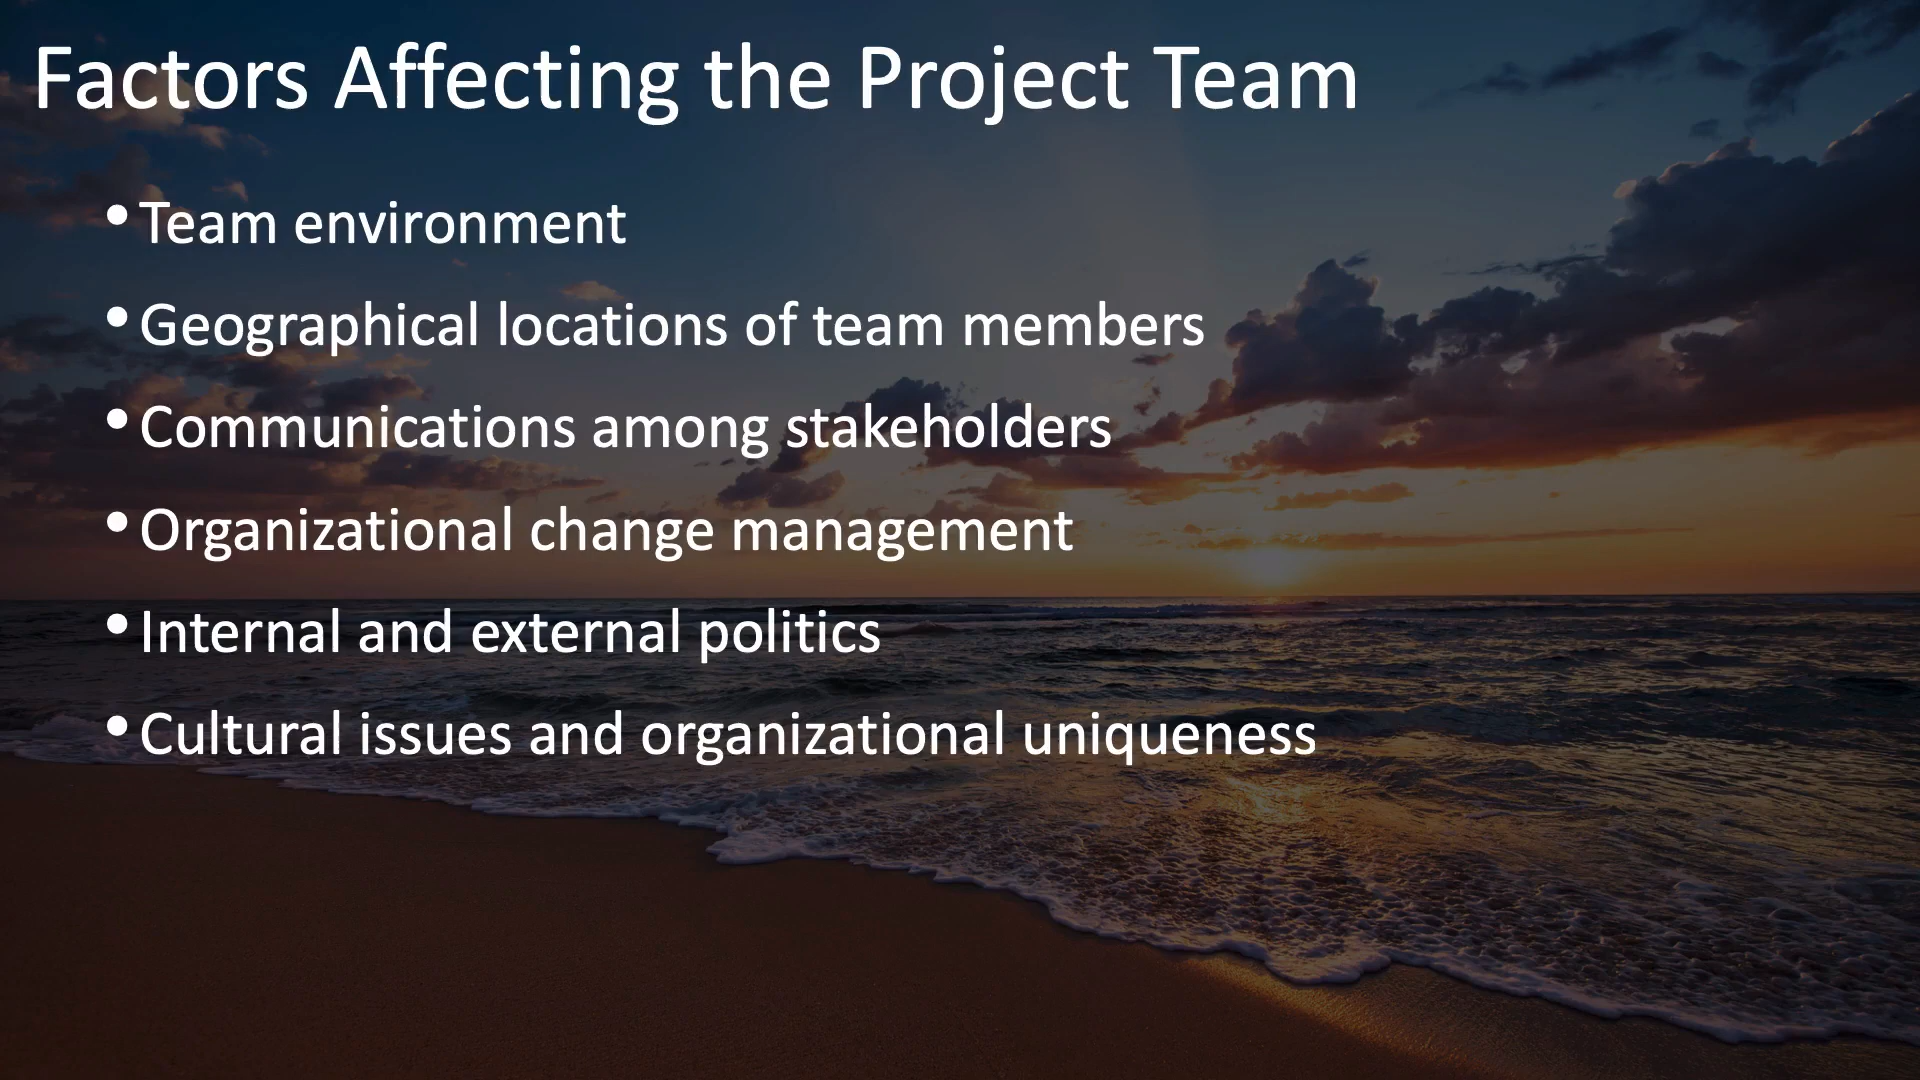 Factors Affecting the Project Team
• Team environment
• Geographical locations of team members
• Communications among stakeholders
• Organizational change management
• Internal and external politics
• Cultural issues and organizational uniqueness